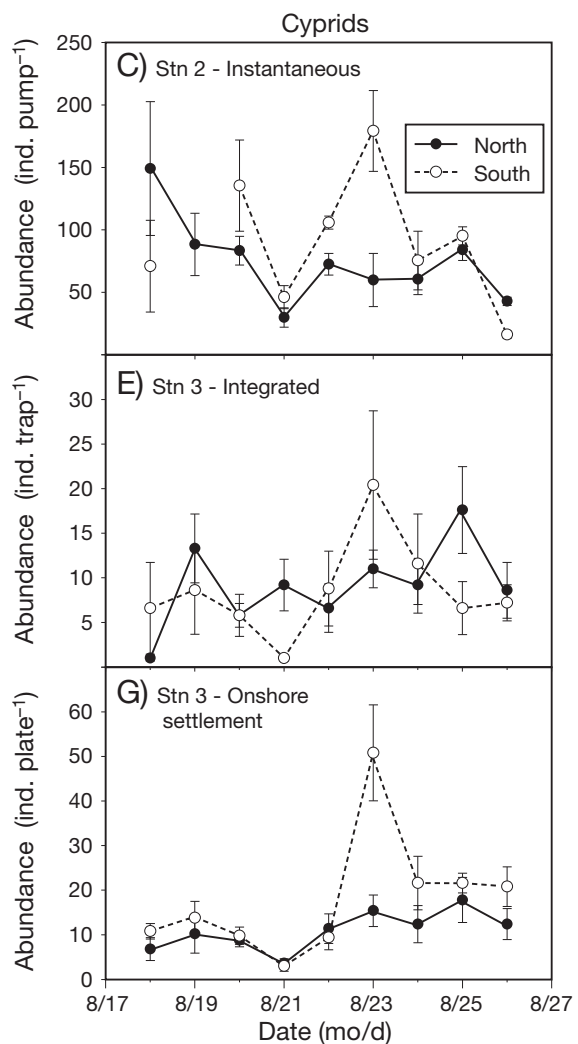 Cyprids
C) Stn 2 - Instantaneous
Abundance (ind. pump⁻¹)
250
200
150
100
50
North
South
E) Stn 3 - Integrated
Abundance (ind. trap⁻¹)
30
25
20
15
10
5
G) Stn 3 - Onshore
settlement
Abundance (ind. plate⁻¹)
60
50
40
30
20
10
0
8/17 8/19 8/21 8/23 8/25 8/27
Date (mo/d)